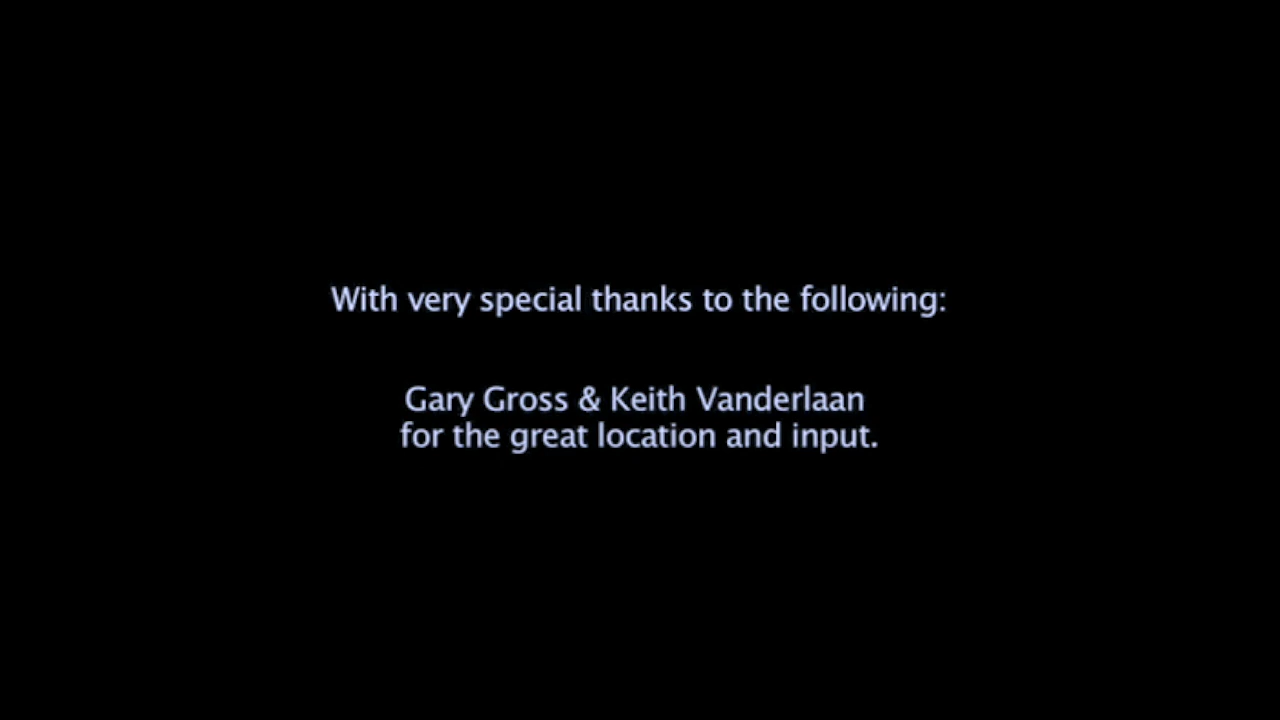 With very special thanks to the following:
Gary Gross & Keith Vanderlaan
for the great location and input.